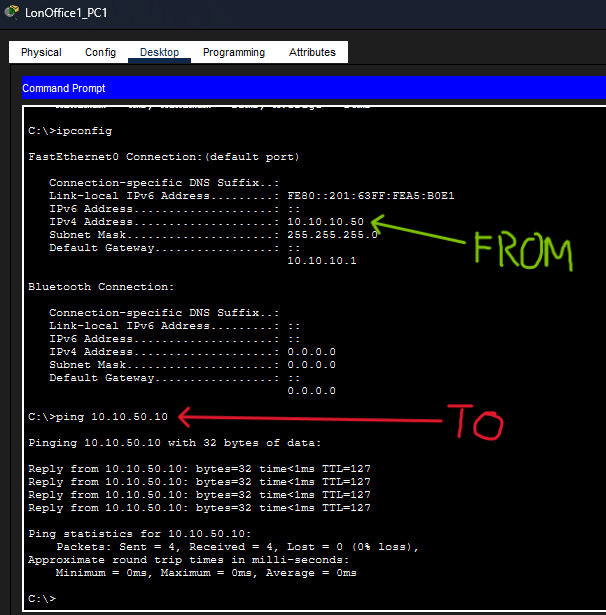 LonOffice1_PC1
Physical Config Desktop Programming Attributes
Command Prompt
C:\>ipconfig
FastEthernet0 Connection:(default port)
Connection-specific DNS Suffix..:
Link-local IPv6 Address.........: FE80::201:63FF:FEA5:B0E1
IPv6 Address....................: ::
IPv4 Address....................: 10.10.10.50
Subnet Mask.....................: 255.255.255.0
Default Gateway.................: ::
10.10.10.1
FROM
Bluetooth Connection:
Connection-specific DNS Suffix..:
Link-local IPv6 Address.........: ::
IPv6 Address....................: ::
IPv4 Address....................: 0.0.0.0
Subnet Mask.....................: 0.0.0.0
Default Gateway.................: ::
0.0.0.0
C:\>ping 10.10.50.10
TO
Pinging 10.10.50.10 with 32 bytes of data:
Reply from 10.10.50.10: bytes=32 time<1ms TTL=127
Reply from 10.10.50.10: bytes=32 time<1ms TTL=127
Reply from 10.10.50.10: bytes=32 time<1ms TTL=127
Reply from 10.10.50.10: bytes=32 time<1ms TTL=127
Ping statistics for 10.10.50.10:
Packets: Sent = 4, Received = 4, Lost = 0 (0% loss),
Approximate round trip times in milli-seconds:
Minimum = 0ms, Maximum = 0ms, Average = 0ms
C:\>